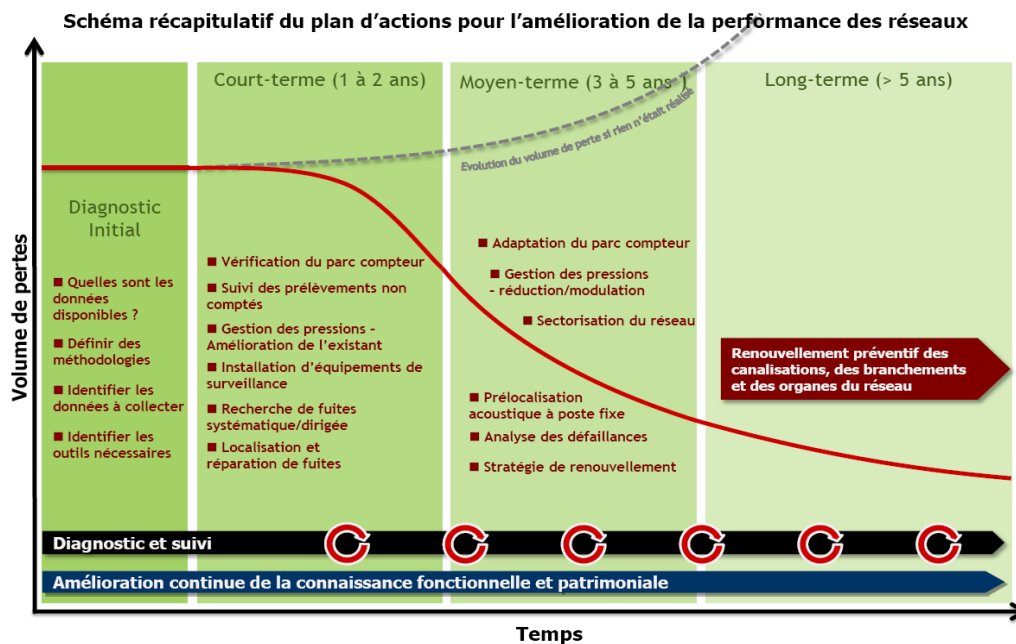 Schéma récapitulatif du plan d’actions pour l’amélioration de la performance des réseaux
Volume de pertes
Diagnostic
Initial
■ Quelles sont les
données
disponibles ?
■ Définir des
méthodologies
■ Identifier les
données à collecter
■ Identifier les
outils nécessaires
Court-terme (1 à 2 ans)
■ Vérification du parc compteur
■ Suivi des prélèvements non
comptés
■ Gestion des pressions –
Amélioration de l’existant
■ Installation d’équipements de
surveillance
■ Recherche de fuites
systématique/dirigée
■ Localisation et
réparation de fuites
Moyen-terme (3 à 5 ans )
Evolution du volume de perte si rien n’était réalisé
■ Adaptation du parc compteur
■ Gestion des pressions
- réduction/modulation
■ Sectorisation du réseau
■ Prélocalisation
acoustique à poste fixe
■ Analyse des défaillances
■ Stratégie de renouvellement
Long-terme (> 5 ans)
Renouvellement préventif des
canalisations, des branchements
et des organes du réseau
Diagnostic et suivi
Amélioration continue de la connaissance fonctionnelle et patrimoniale
Temps